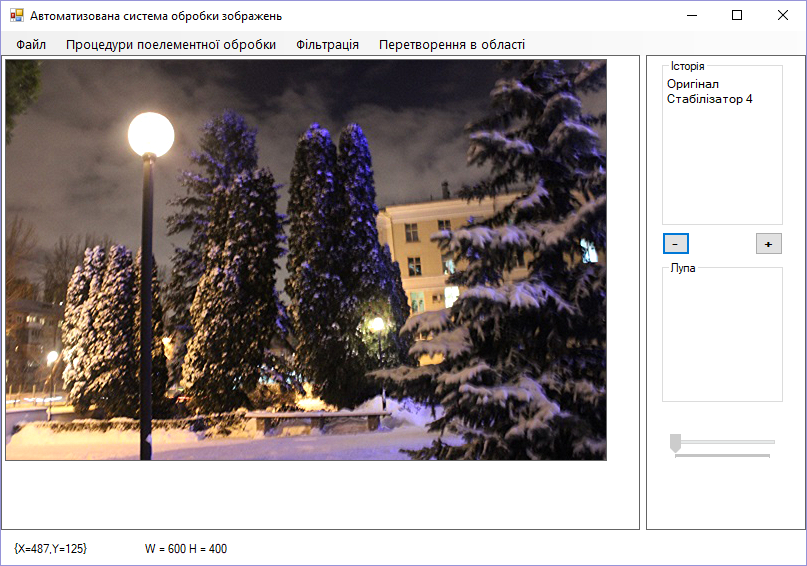 Автоматизована система обробки зображень
Файл Процедури поелементної обробки Фільтрація Перетворення в області
Історія
Оригінал
Стабілізатор 4
- +
Лупа
{X=487,Y=125} W = 600 H = 400